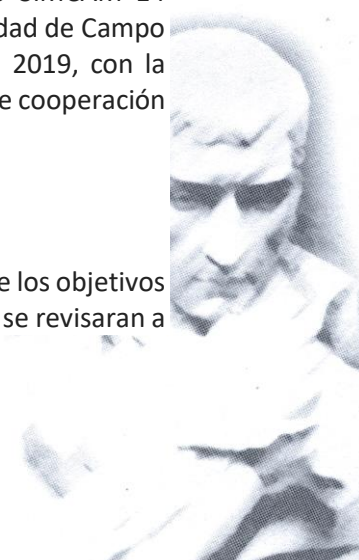 dad de Campo
2019, con la
e cooperación
e los objetivos
se revisaran a